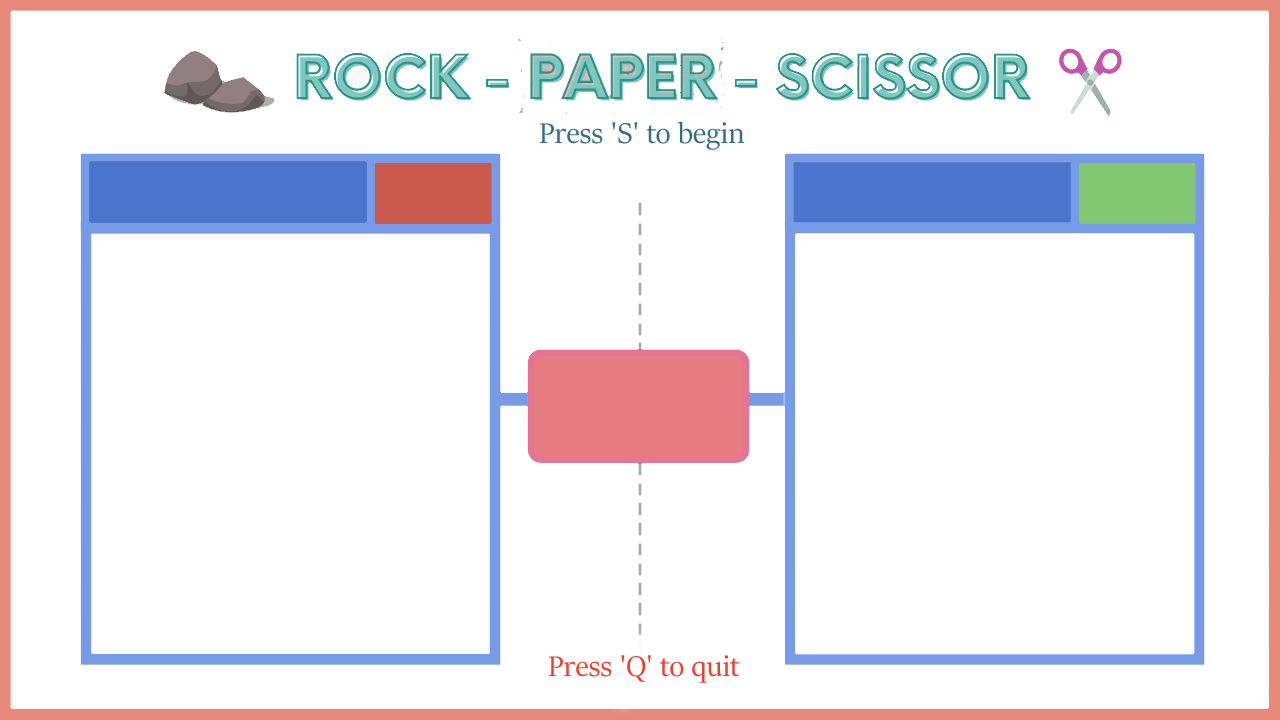 ROCK - PAPER - SCISSOR
Press 'S' to begin
Press 'Q' to quit